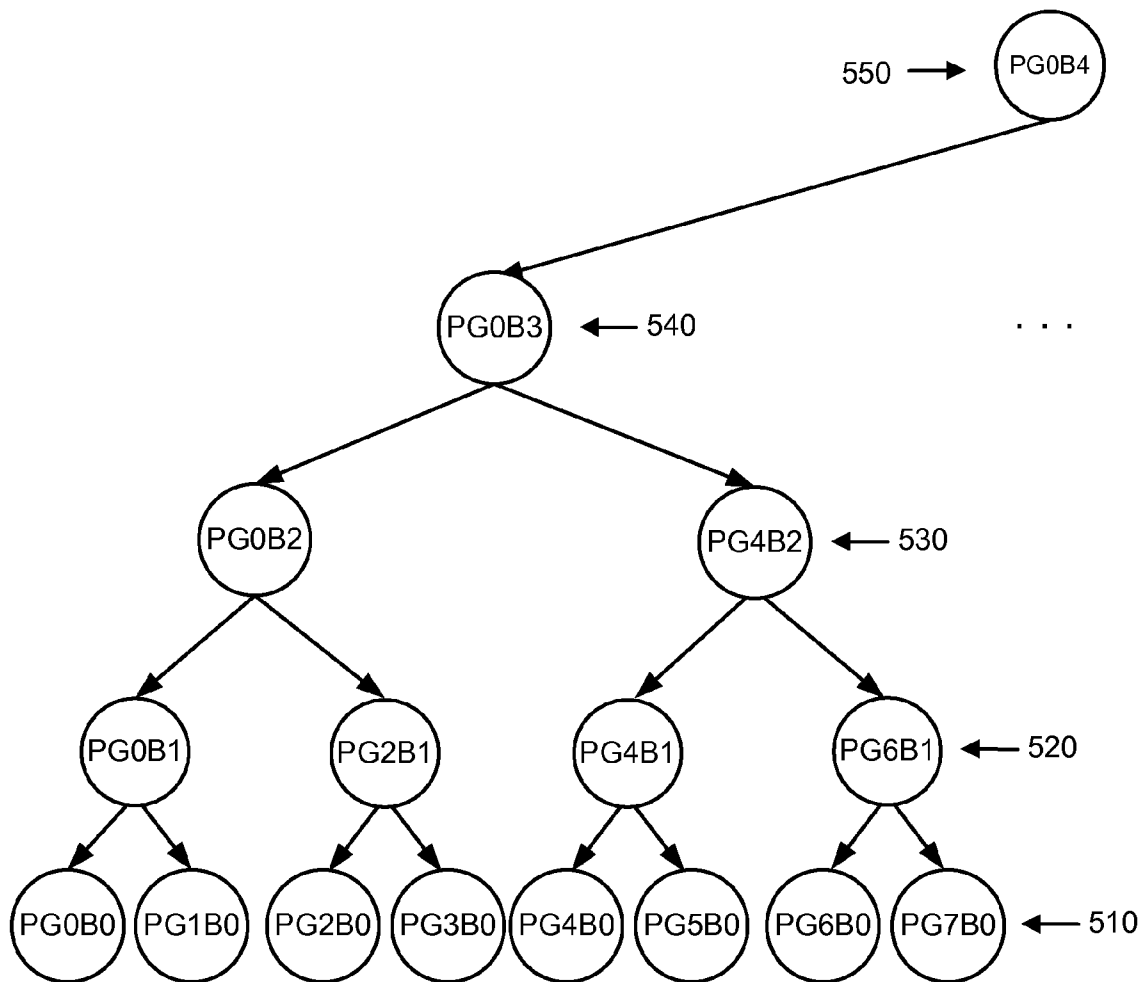 550 PG0B4
PG0B3 540 . . .
PG0B2 PG4B2 530
PG0B1 PG2B1 PG4B1 PG6B1 520
PG0B0 PG1B0 PG2B0 PG3B0 PG4B0 PG5B0 PG6B0 PG7B0 510